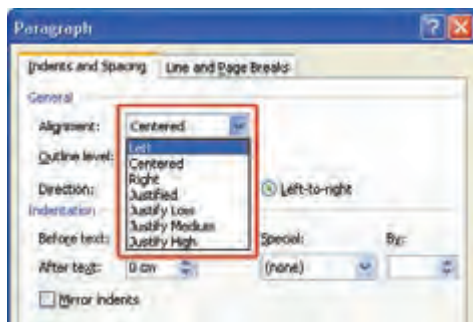 Paragraph
Indents and Spacing Line and Page Breaks
General
Alignment: Centered
Left
Outline level: Centered
Right
Direction: Justified Left-to-right
Indentation Justify Low
Justify Medium
Before text: Justify High Special: By:
After text: 0 cm (none)
Mirror indents